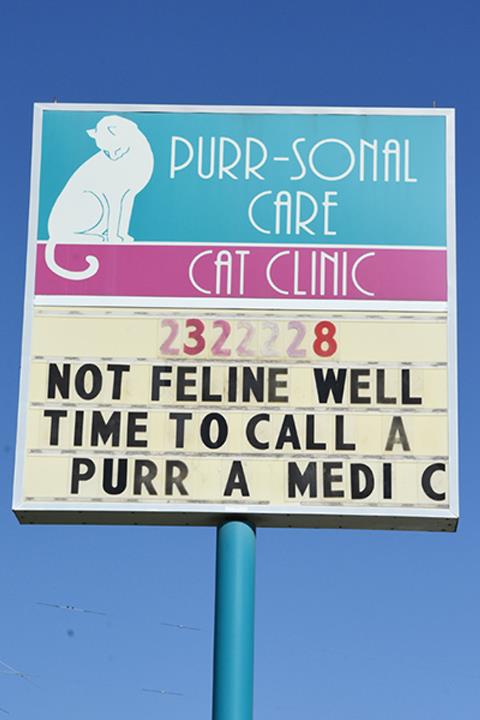 PURR-SONAL
CARE
CAT CLINIC
2322228
NOT FELINE WELL
TIME TO CALL A
PURR A MEDI C